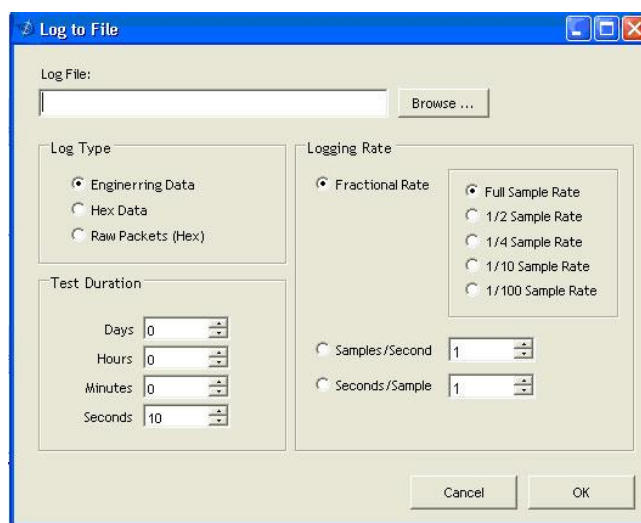 Log to File
Log File:
Browse ...
Log Type
Enginerring Data
Hex Data
Raw Packets (Hex)
Test Duration
Days 0
Hours 0
Minutes 0
Seconds 10
Logging Rate
Fractional Rate
Full Sample Rate
1/2 Sample Rate
1/4 Sample Rate
1/10 Sample Rate
1/100 Sample Rate
Samples/Second 1
Seconds/Sample 1
Cancel OK